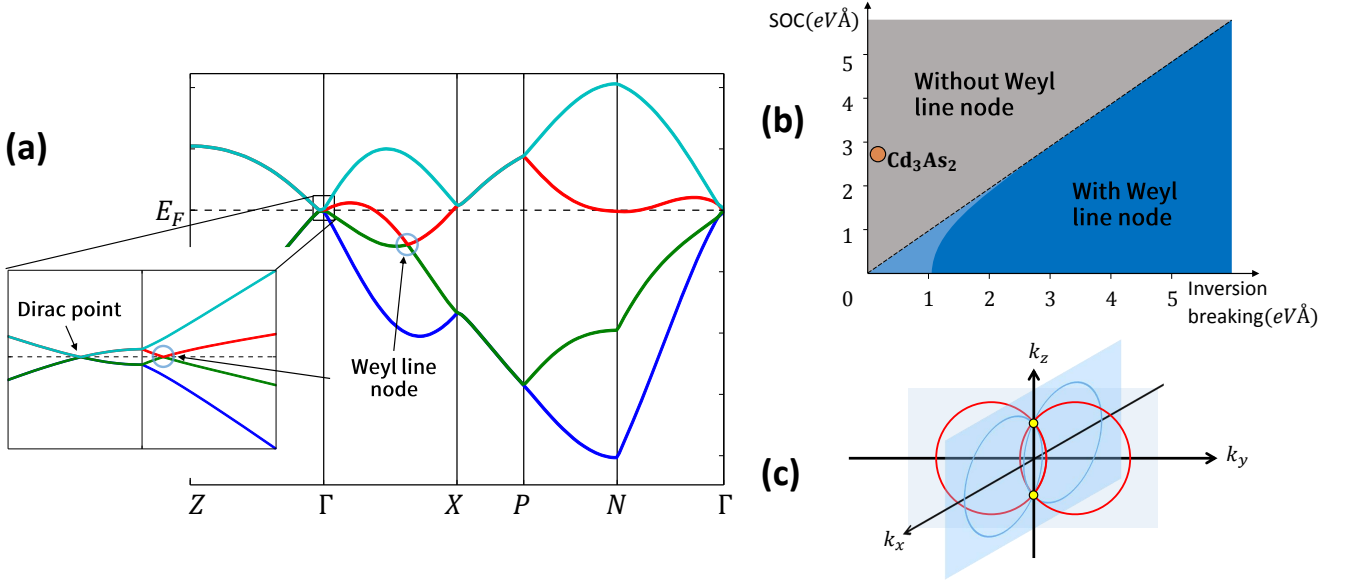 (a)
E_F
Dirac point
Weyl line
node
Z Γ X P N Γ
(b)
SOC(eVÅ)
5
4
3
2
1
Without Weyl
line node
Cd₃As₂
With Weyl
line node
0 1 2 3 4 5 Inversion
breaking(eVÅ)
(c)
k_z
k_y
k_x